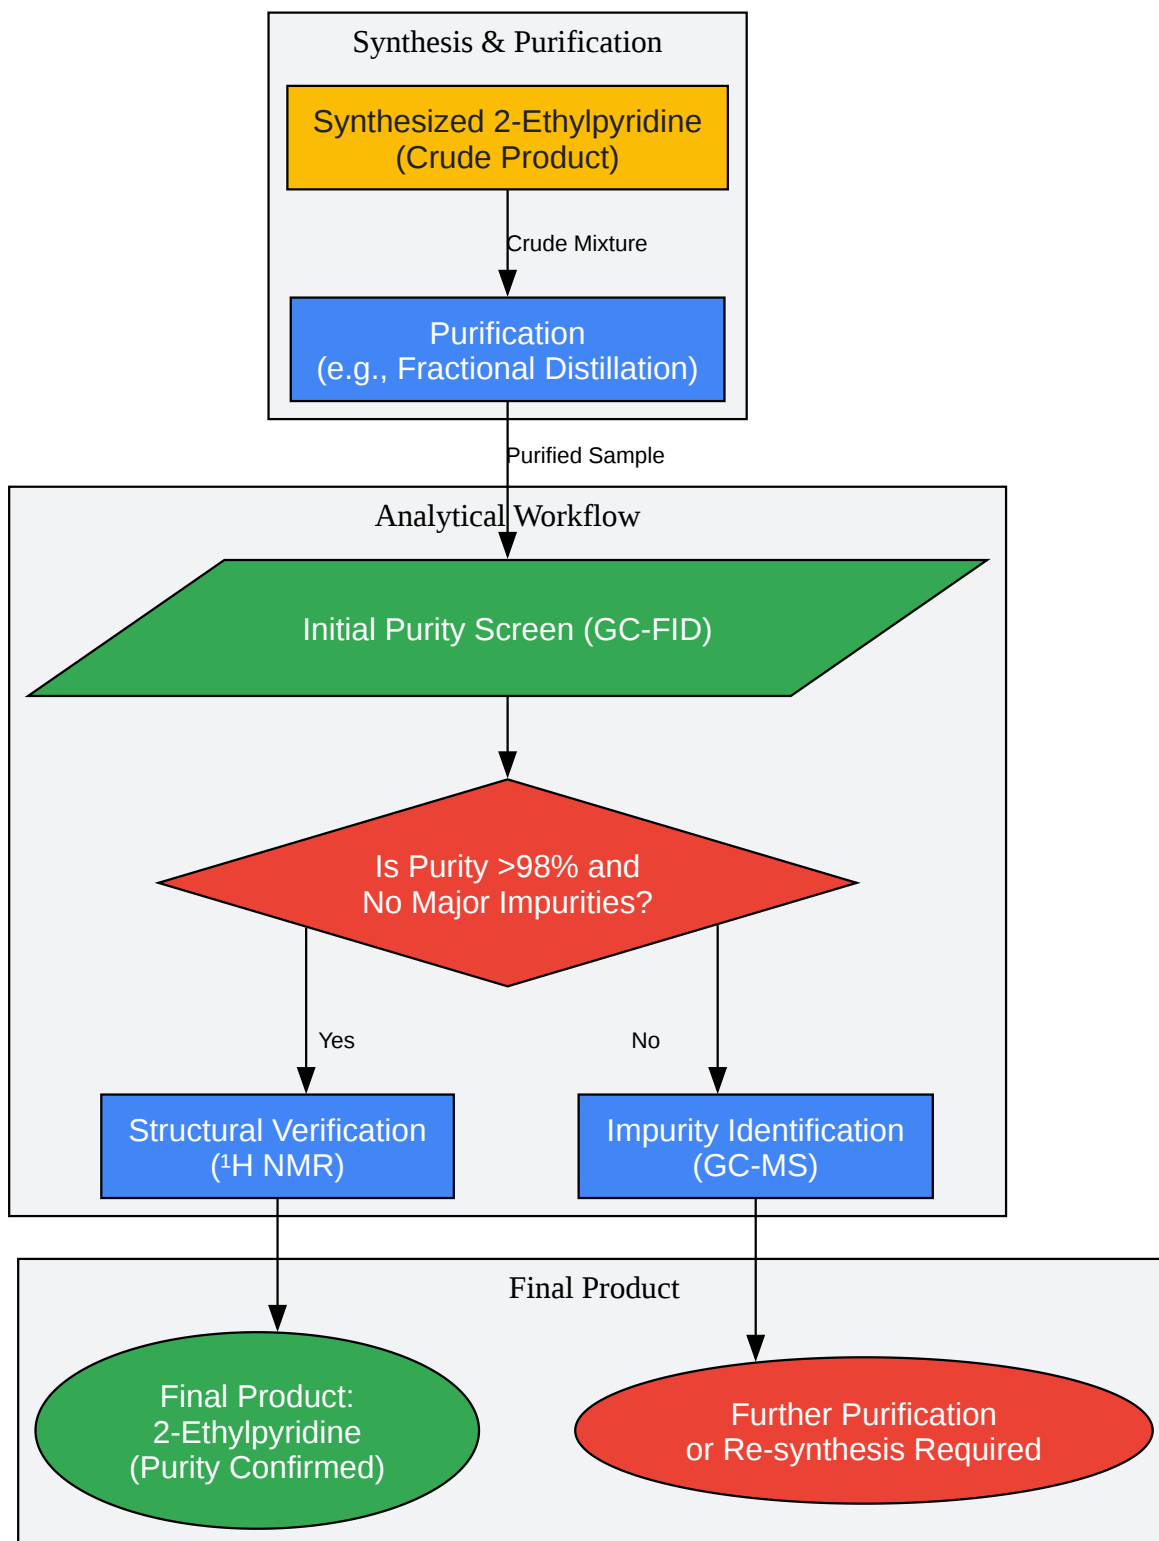 Synthesis & Purification
Synthesized 2-Ethylpyridine
(Crude Product)
Crude Mixture
Purification
(e.g., Fractional Distillation)
Purified Sample
Analytical Workflow
Initial Purity Screen (GC-FID)
Is Purity >98% and
No Major Impurities?
Yes
No
Structural Verification
(¹H NMR)
Impurity Identification
(GC-MS)
Final Product
Final Product:
2-Ethylpyridine
(Purity Confirmed)
Further Purification
or Re-synthesis Required